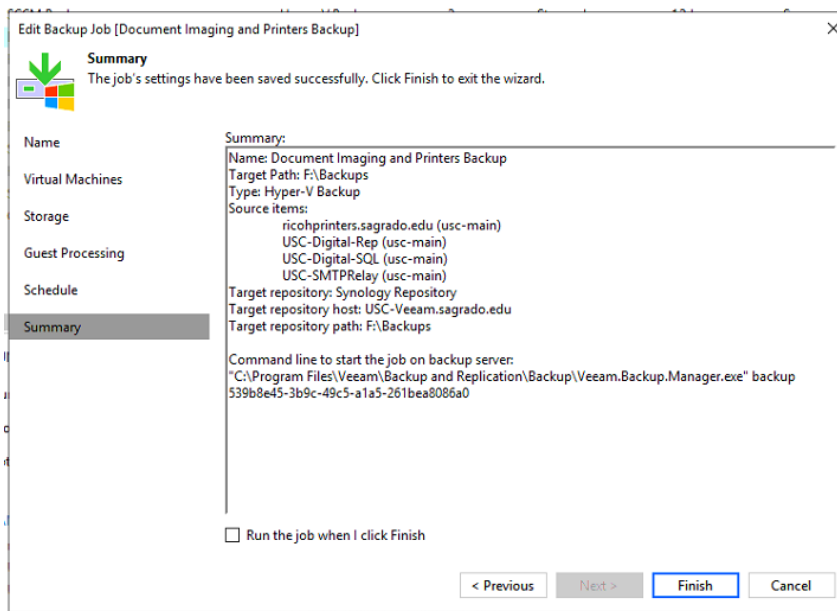 Edit Backup Job [Document Imaging and Printers Backup]
Summary
The job's settings have been saved successfully. Click Finish to exit the wizard.
Name
Virtual Machines
Storage
Guest Processing
Schedule
Summary
Summary:
Name: Document Imaging and Printers Backup
Target Path: F:\Backups
Type: Hyper-V Backup
Source items:
ricohprinters.sagrado.edu (usc-main)
USC-Digital-Rep (usc-main)
USC-Digital-SQL (usc-main)
USC-SMTPRelay (usc-main)
Target repository: Synology Repository
Target repository host: USC-Veeam.sagrado.edu
Target repository path: F:\Backups
Command line to start the job on backup server:
"C:\Program Files\Veeam\Backup and Replication\Backup\Veeam.Backup.Manager.exe" backup
539b8e45-3b9c-49c5-a1a5-261bea8086a0
Run the job when I click Finish
< Previous
Next >
Finish
Cancel